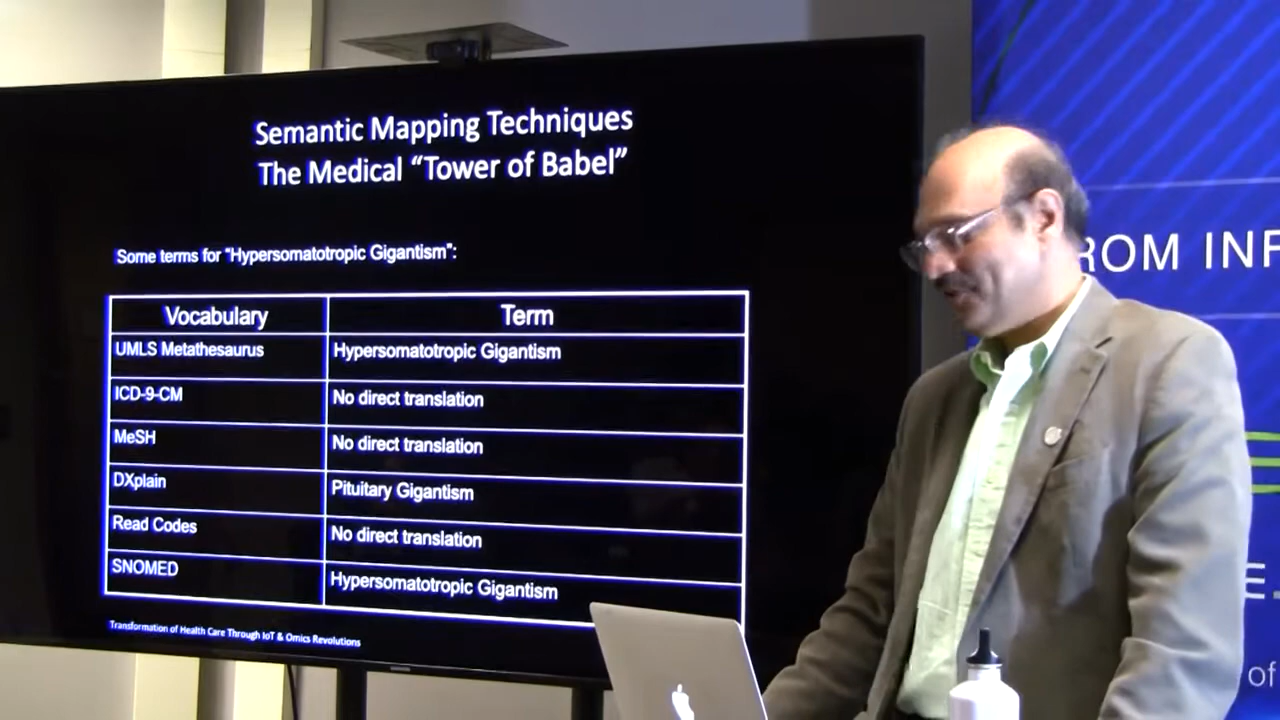 Semantic Mapping Techniques
The Medical “Tower of Babel”
Some terms for “Hypersomatotropic Gigantism”:
Vocabulary Term
UMLS Metathesaurus Hypersomatotropic Gigantism
ICD-9-CM No direct translation
MeSH No direct translation
DXplain Pituitary Gigantism
Read Codes No direct translation
SNOMED Hypersomatotropic Gigantism
Transformation of Health Care Through IoT & Omics Revolutions
of